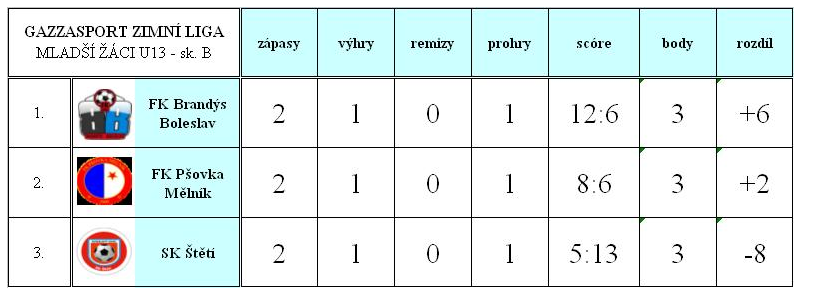 GAZZASPORT ZIMNÍ LIGA
MLADŠÍ ŽÁCI U13 - sk. B
zápasy výhry remízy prohry scóre body rozdíl
1. FK Brandýs Boleslav 2 1 0 1 12:6 3 +6
2. FK Pšovka Mělník 2 1 0 1 8:6 3 +2
3. SK Štětí 2 1 0 1 5:13 3 -8